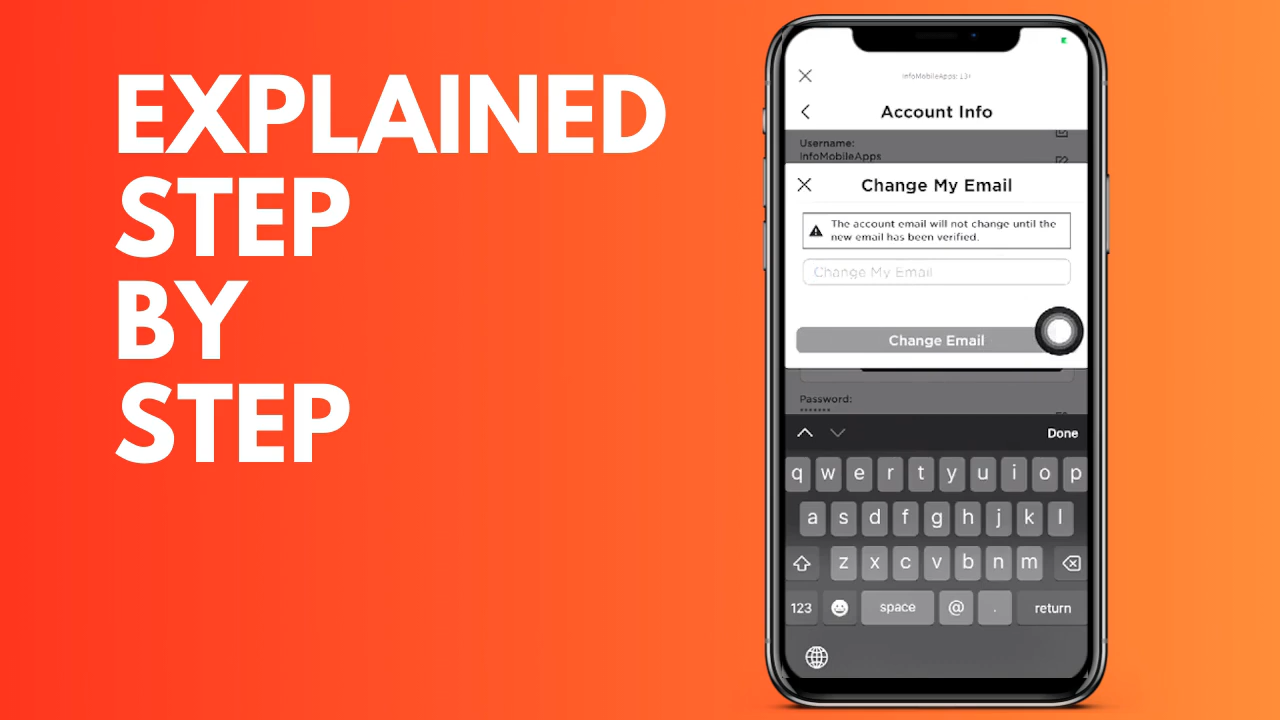 EXPLAINED
STEP
BY
STEP
InfoMobileApps: 13+
Account Info
Username:
InfoMobileApps
Change My Email
The account email will not change until the
new email has been verified.
Change My Email
Change Email
Password:
•••••••
Done
q w e r t y u i o p
a s d f g h j k l
z x c v b n m
123 space @ . return